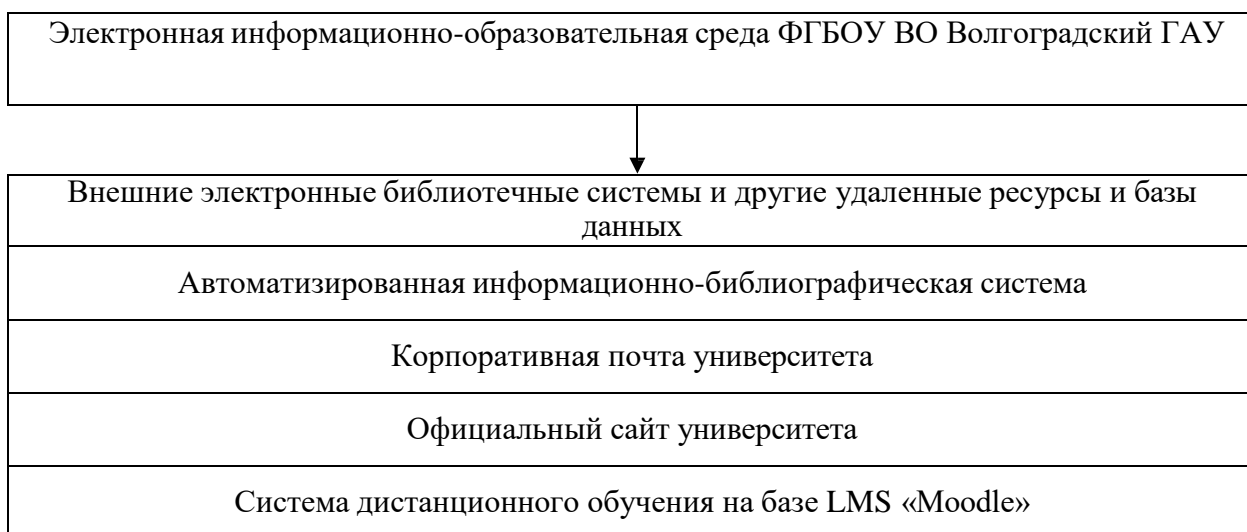 Электронная информационно-образовательная среда ФГБОУ ВО Волгоградский ГАУ
Внешние электронные библиотечные системы и другие удаленные ресурсы и базы
данных
Автоматизированная информационно-библиографическая система
Корпоративная почта университета
Официальный сайт университета
Система дистанционного обучения на базе LMS «Moodle»